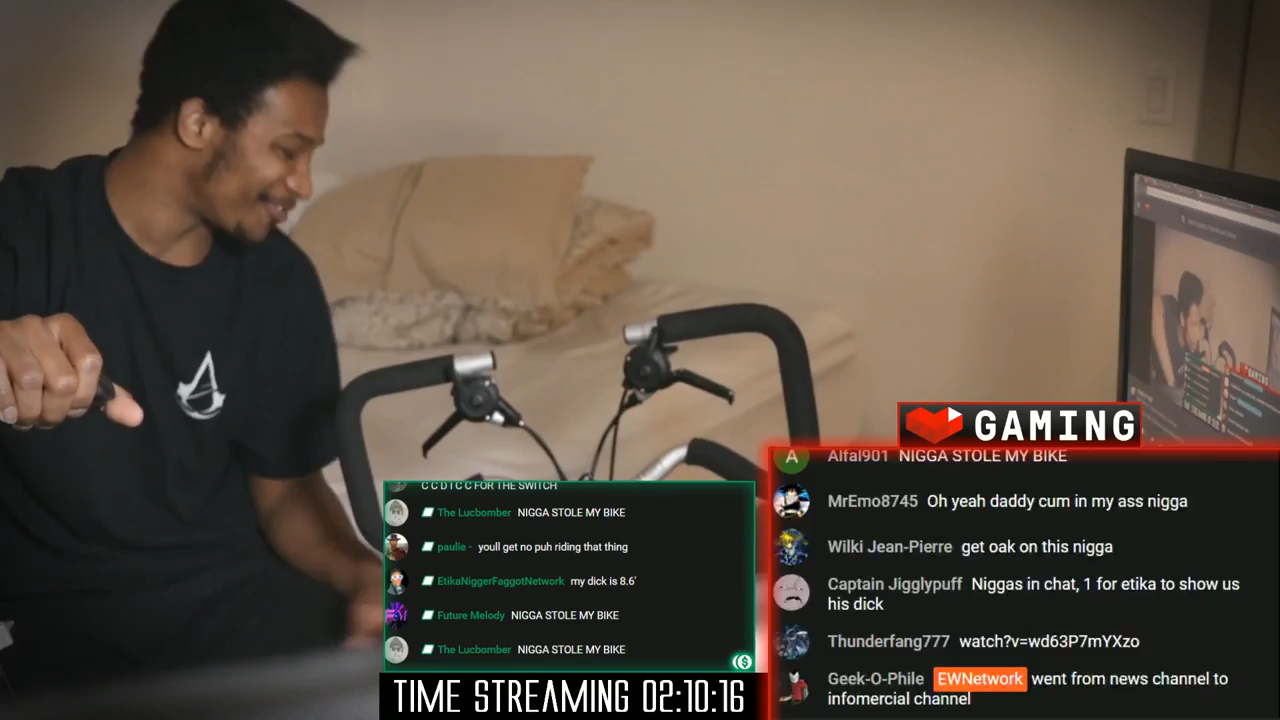 GAMING
Alfal901 NIGGA STOLE MY BIKE
MrEmo8745 Oh yeah daddy cum in my ass nigga
Wilki Jean-Pierre get oak on this nigga
Captain Jigglypuff Niggas in chat, 1 for etika to show us
his dick
Thunderfang777 watch?v=wd63P7mYXzo
Geek-O-Phile EWNetwork went from news channel to
infomercial channel
C C D T C C FOR THE SWITCH
The Lucbomber NIGGA STOLE MY BIKE
paulie - youll get no puh riding that thing
EtikaNiggerFaggotNetwork my dick is 8.6'
Future Melody NIGGA STOLE MY BIKE
The Lucbomber NIGGA STOLE MY BIKE
TIME STREAMING 02:10:16